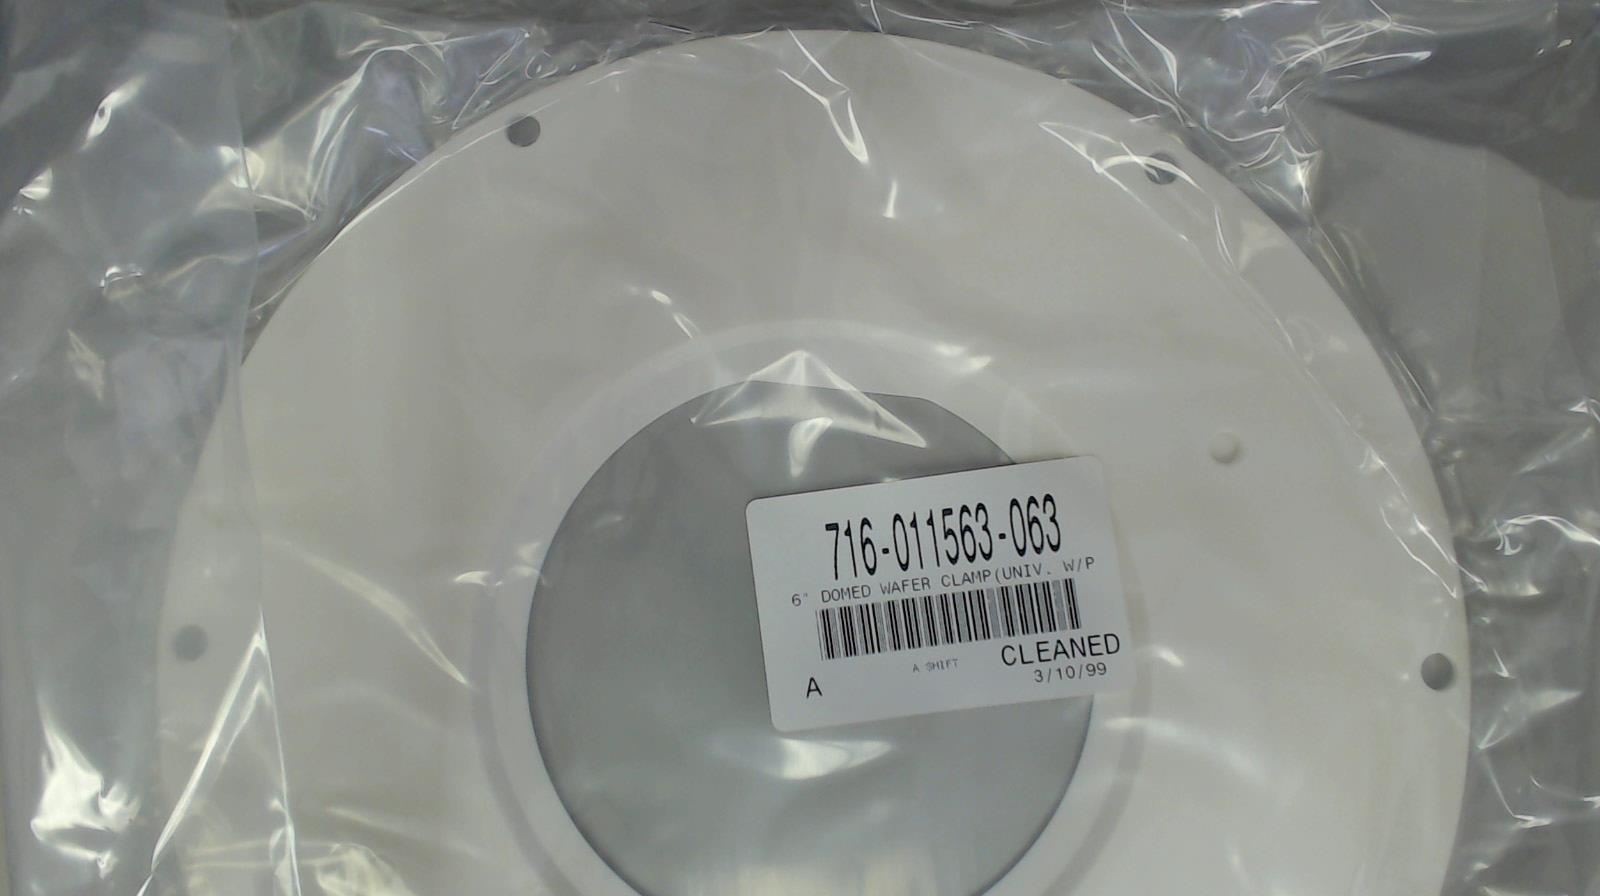 716-011563-063
6" DOMED WAFER CLAMP(UNIV. W/P
A SHIFT
CLEANED
A
3/10/99